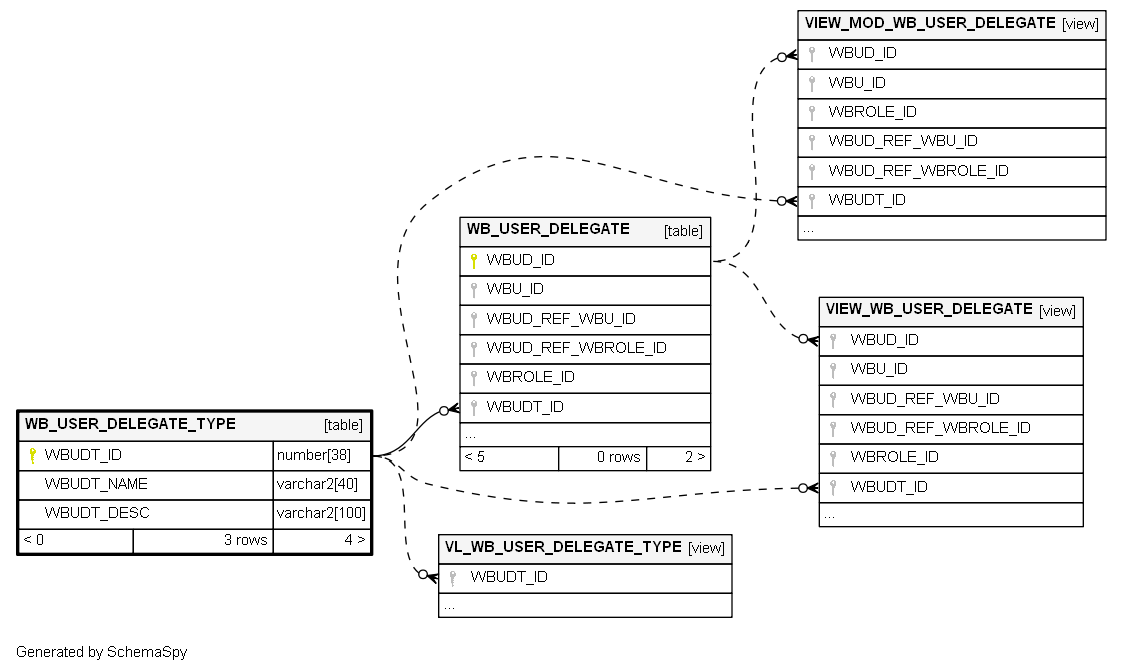 VIEW_MOD_WB_USER_DELEGATE [view]
WBUD_ID
WBU_ID
WBROLE_ID
WBUD_REF_WBU_ID
WBUD_REF_WBROLE_ID
WBUDT_ID
...
WB_USER_DELEGATE [table]
WBUD_ID
WBU_ID
WBUD_REF_WBU_ID
WBUD_REF_WBROLE_ID
WBROLE_ID
WBUDT_ID
...
< 5 0 rows 2 >
VIEW_WB_USER_DELEGATE [view]
WBUD_ID
WBU_ID
WBUD_REF_WBU_ID
WBUD_REF_WBROLE_ID
WBROLE_ID
WBUDT_ID
...
WB_USER_DELEGATE_TYPE [table]
WBUDT_ID number[38]
WBUDT_NAME varchar2[40]
WBUDT_DESC varchar2[100]
< 0 3 rows 4 >
VL_WB_USER_DELEGATE_TYPE [view]
WBUDT_ID
...
Generated by SchemaSpy